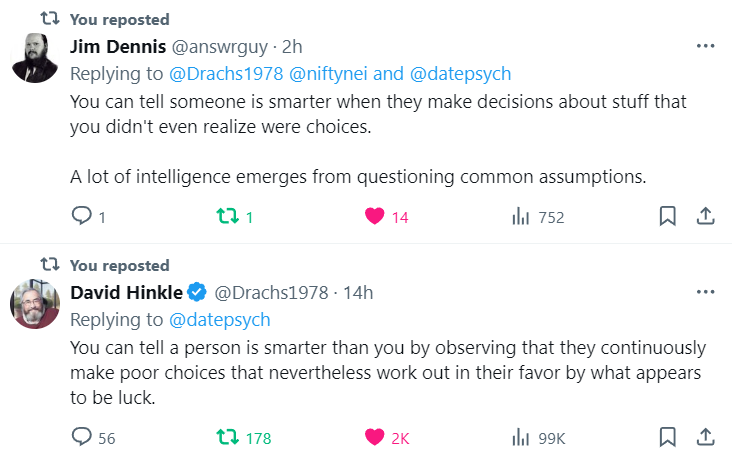 You reposted
Jim Dennis @answrguy · 2h
Replying to @Drachs1978 @niftynei and @datepsych
You can tell someone is smarter when they make decisions about stuff that
you didn't even realize were choices.
A lot of intelligence emerges from questioning common assumptions.
1 1 14 752
You reposted
David Hinkle @Drachs1978 · 14h
Replying to @datepsych
You can tell a person is smarter than you by observing that they continuously
make poor choices that nevertheless work out in their favor by what appears
to be luck.
56 178 2K 99K